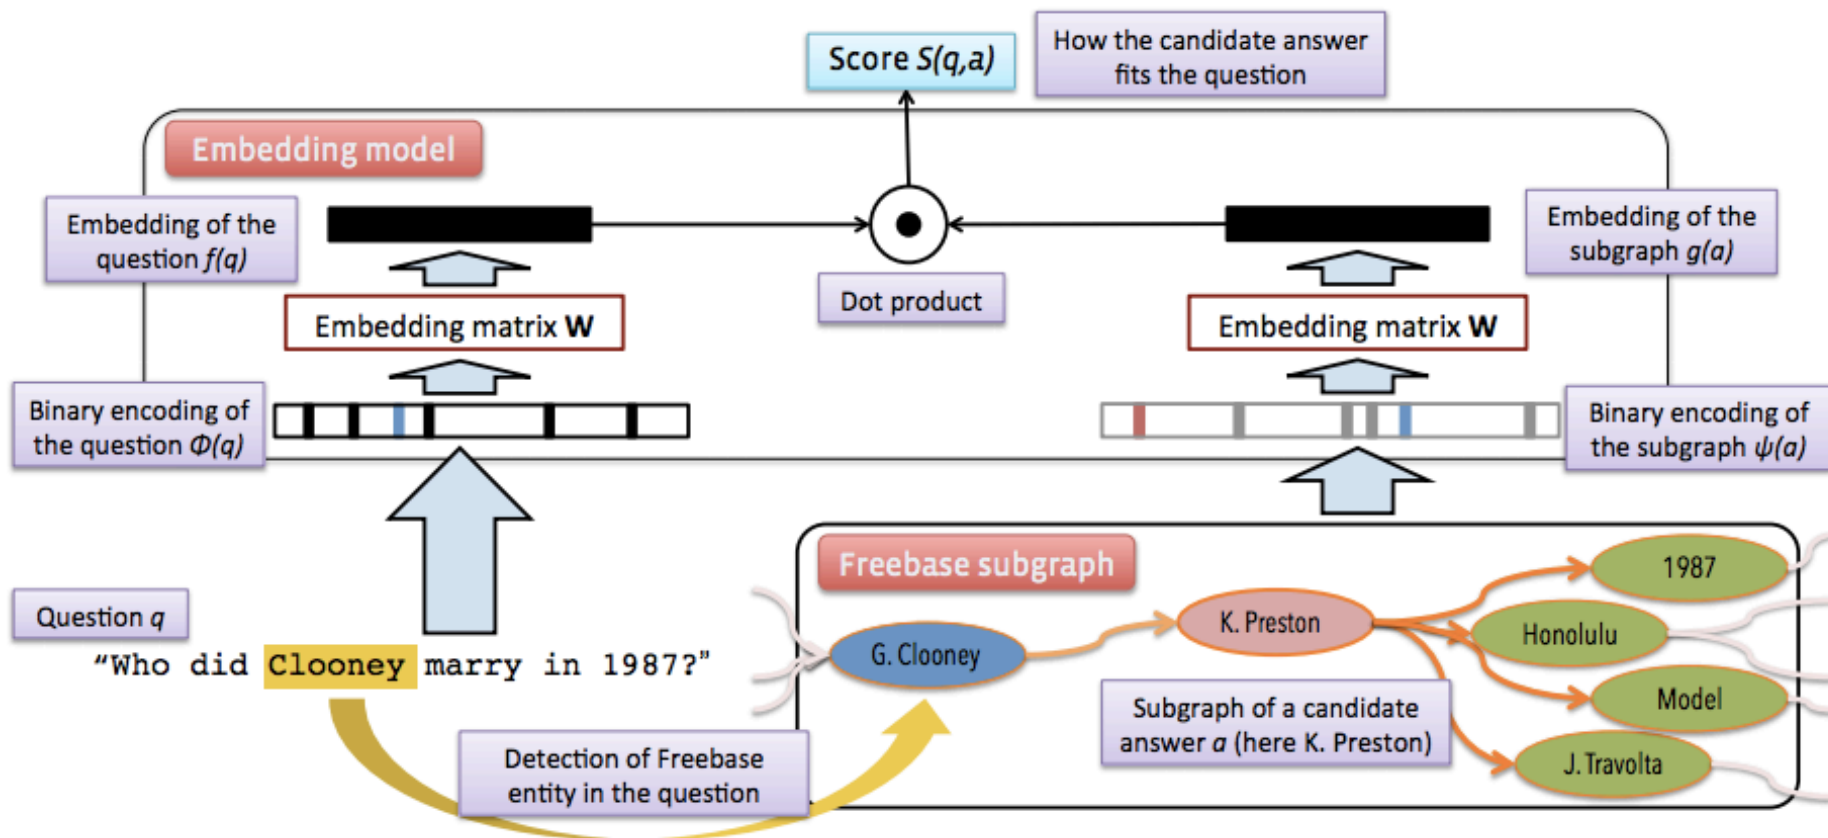 Score S(q,a)
How the candidate answer
fits the question
Embedding model
Embedding of the
question f(q)
Embedding of the
subgraph g(a)
Dot product
Embedding matrix W
Embedding matrix W
Binary encoding of
the question Φ(q)
Binary encoding of
the subgraph ψ(a)
Freebase subgraph
Question q
“Who did Clooney marry in 1987?”
G. Clooney
K. Preston
1987
Honolulu
Model
J. Travolta
Subgraph of a candidate
answer a (here K. Preston)
Detection of Freebase
entity in the question